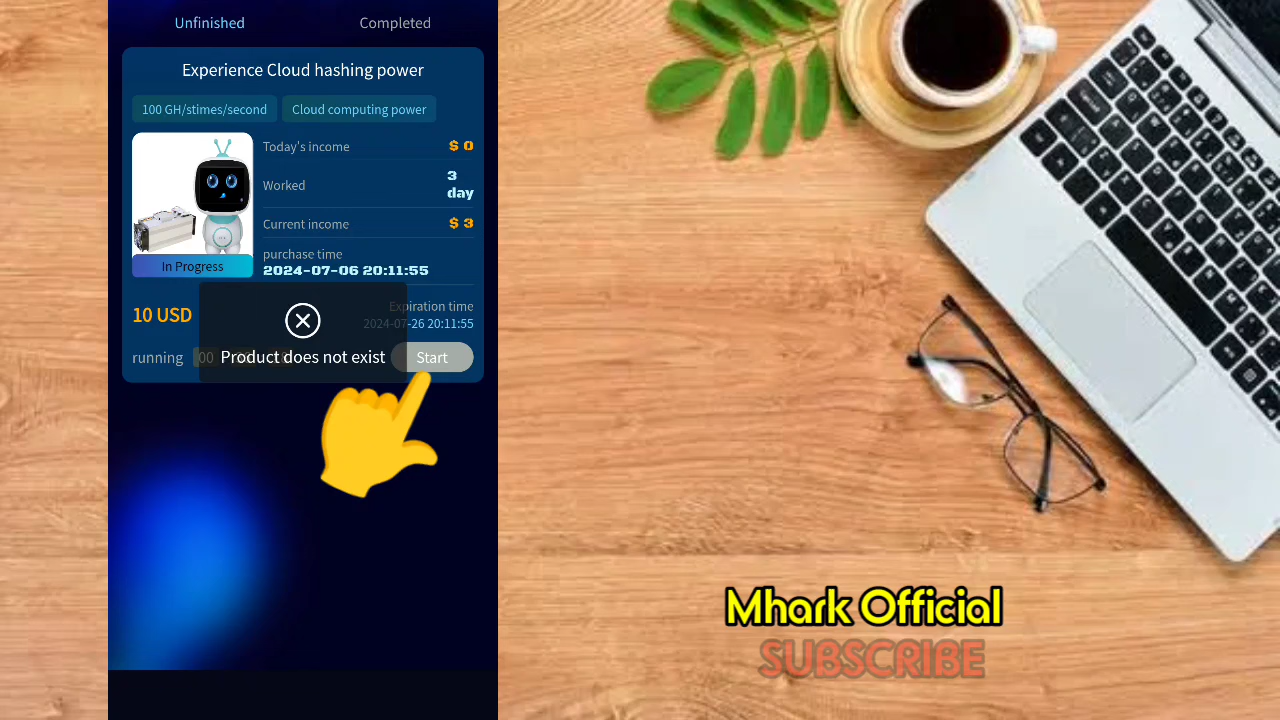 Unfinished
Completed
Experience Cloud hashing power
100 GH/stimes/second
Cloud computing power
Today's income
$ 0
Worked
3
day
Current income
$ 3
purchase time
2024-07-06 20:11:55
In Progress
10 USD
Expiration time
2024-07-26 20:11:55
running
00
Product does not exist
Start
Mhark Official
SUBSCRIBE